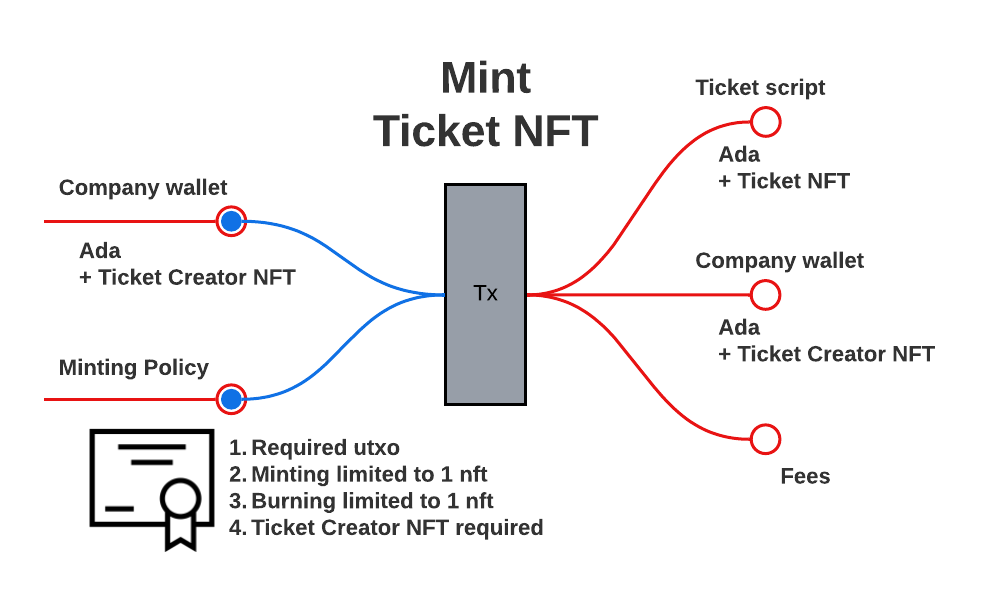 Mint
Ticket NFT
Company wallet
Ada
+ Ticket Creator NFT
Minting Policy
1. Required utxo
2. Minting limited to 1 nft
3. Burning limited to 1 nft
4. Ticket Creator NFT required
Tx
Ticket script
Ada
+ Ticket NFT
Company wallet
Ada
+ Ticket Creator NFT
Fees